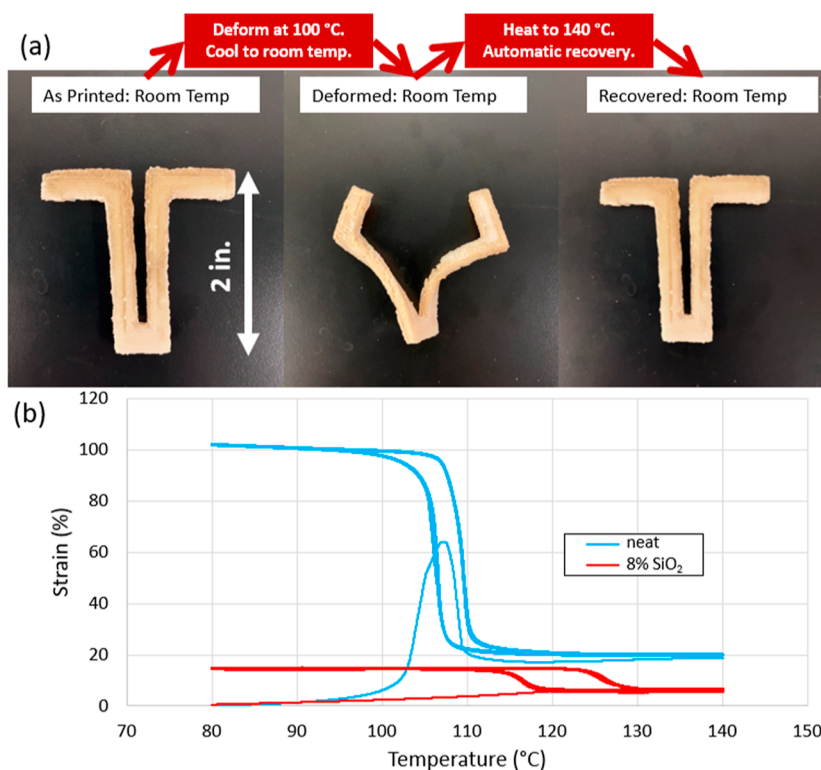 (a)
Deform at 100 °C.
Cool to room temp.
Heat to 140 °C.
Automatic recovery.
As Printed: Room Temp
Deformed: Room Temp
Recovered: Room Temp
2 in.
(b)
120
100
80
60
40
20
0
Strain (%)
neat
8% SiO₂
70 80 90 100 110 120 130 140 150
Temperature (°C)